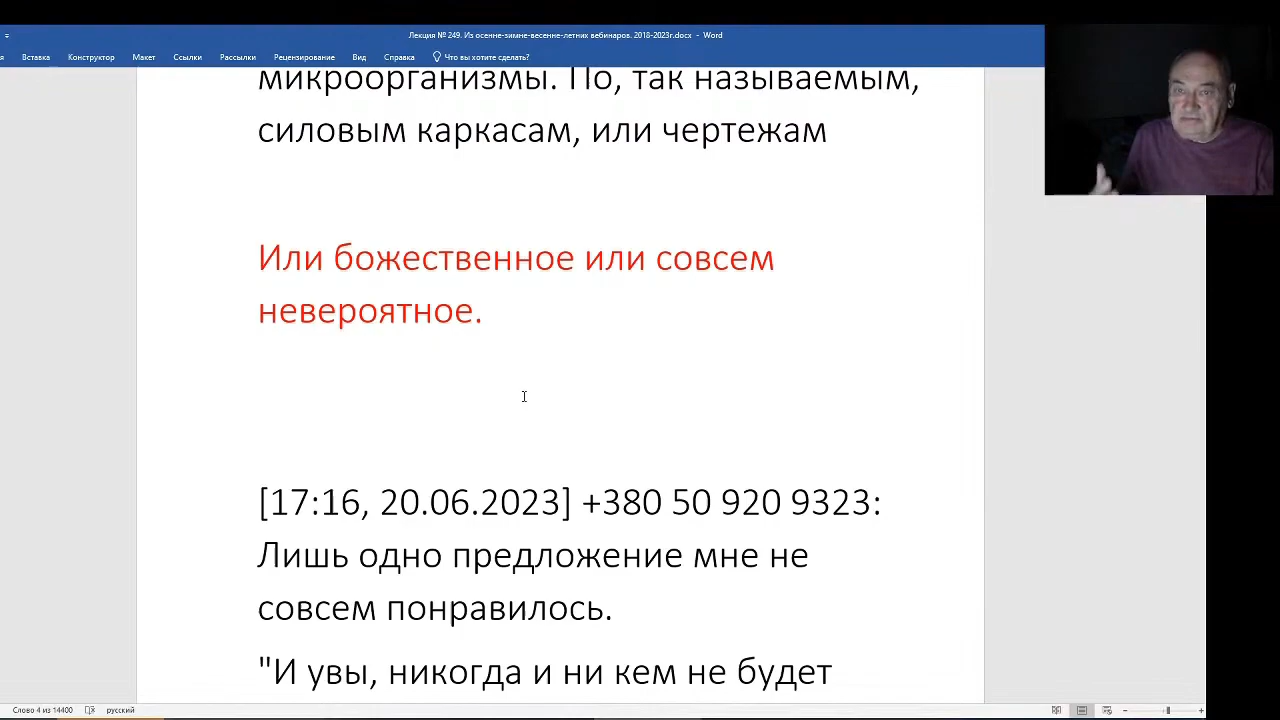 Лекция № 249. Из осенне-зимне-весенне-летних вебинаров. 2018-2023г.docx - Word
я Вставка Конструктор Макет Ссылки Рассылки Рецензирование Вид Справка Что вы хотите сделать?
микроорганизмы. По, так называемым,
силовым каркасам, или чертежам
Или божественное или совсем
невероятное.
[17:16, 20.06.2023] +380 50 920 9323:
Лишь одно предложение мне не
совсем понравилось.
"И увы, никогда и ни кем не будет
Слово 4 из 14400 русский